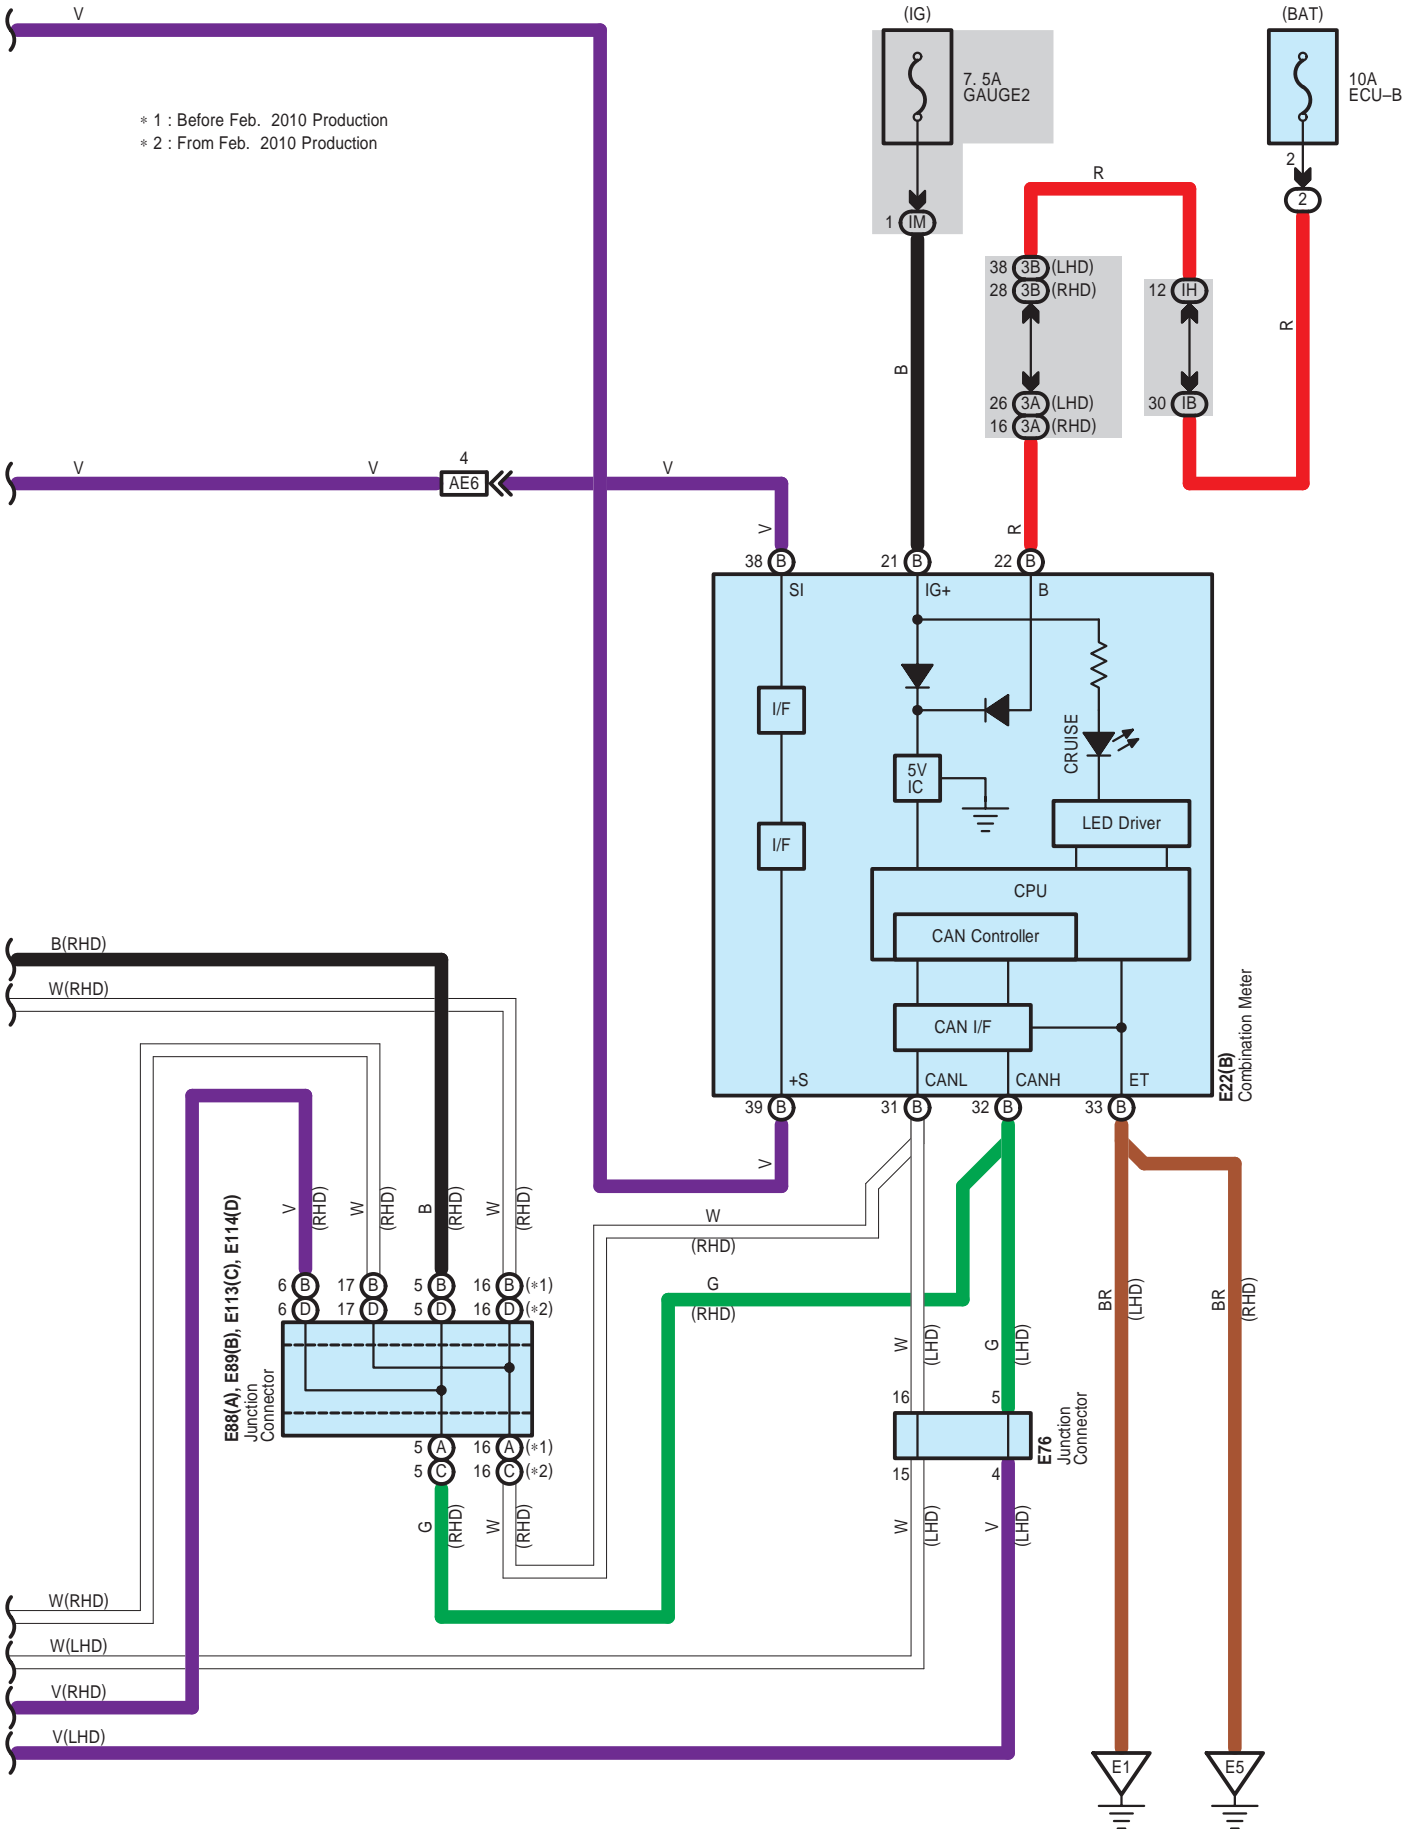 V
(IG)
(BAT)
7. 5A
GAUGE2
10A
ECU–B
* 1 : Before Feb. 2010 Production
* 2 : From Feb. 2010 Production
2
2
R
1 IM
38 3B (LHD)
28 3B (RHD)
12 IH
R
B
26 3A (LHD)
16 3A (RHD)
30 IB
V
V
4
AE6
V
V
R
38 B
21 B
22 B
SI
IG+
B
I/F
CRUISE
5V
IC
LED Driver
I/F
CPU
CAN Controller
CAN I/F
+S
CANL
CANH
ET
E22(B)
Combination Meter
39 B
31 B
32 B
33 B
B(RHD)
W(RHD)
V
V
(RHD)
W
(RHD)
B
(RHD)
W
(RHD)
W
(RHD)
G
(RHD)
6 B
17 B
5 B
16 B (*1)
6 D
17 D
5 D
16 D (*2)
E88(A), E89(B), E113(C), E114(D)
Junction
Connector
5 A
16 A (*1)
5 C
16 C (*2)
G
(RHD)
W
(RHD)
W
(LHD)
G
(LHD)
BR
(LHD)
BR
(RHD)
16
5
E76
Junction
Connector
15
4
W
(LHD)
V
(LHD)
W(RHD)
W(LHD)
V(RHD)
V(LHD)
E1
E5